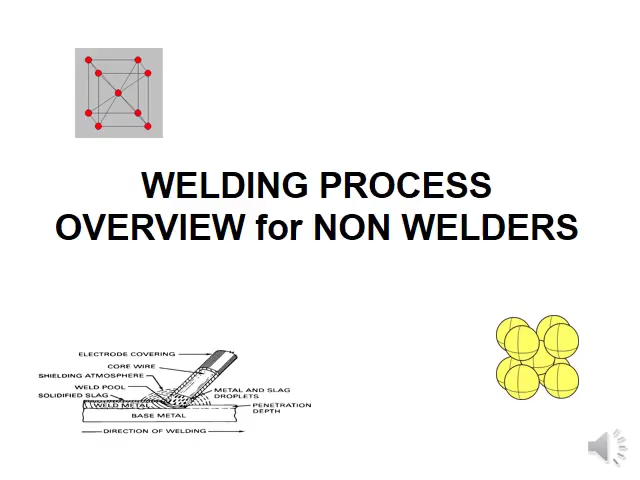 WELDING PROCESS
OVERVIEW for NON WELDERS
ELECTRODE COVERING
CORE WIRE
SHIELDING ATMOSPHERE
WELD POOL
SOLIDIFIED SLAG
METAL AND SLAG
DROPLETS
WELD METAL
PENETRATION
DEPTH
BASE METAL
DIRECTION OF WELDING